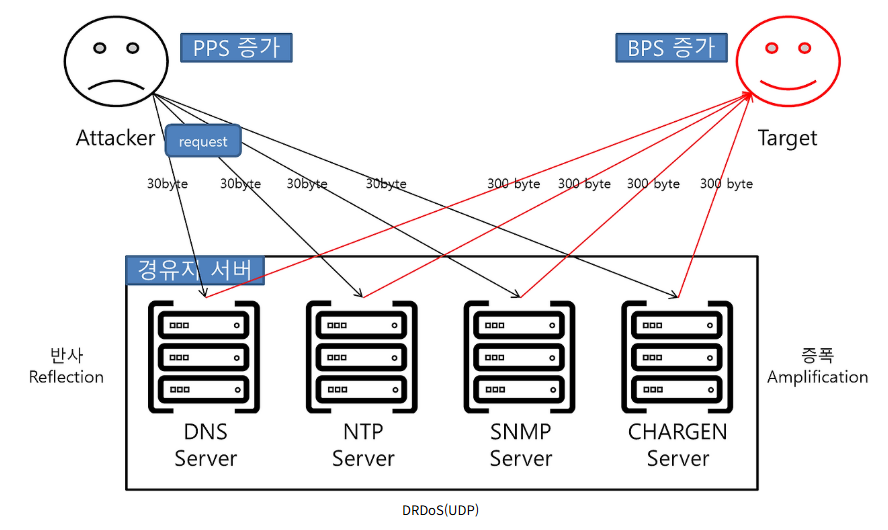 PPS 증가
BPS 증가
Attacker
request
Target
30byte 30byte 30byte 30byte 300 byte 300 byte 300 byte 300 byte
경유지 서버
반사
Reflection
증폭
Amplification
DNS
Server
NTP
Server
SNMP
Server
CHARGEN
Server
DRDoS(UDP)